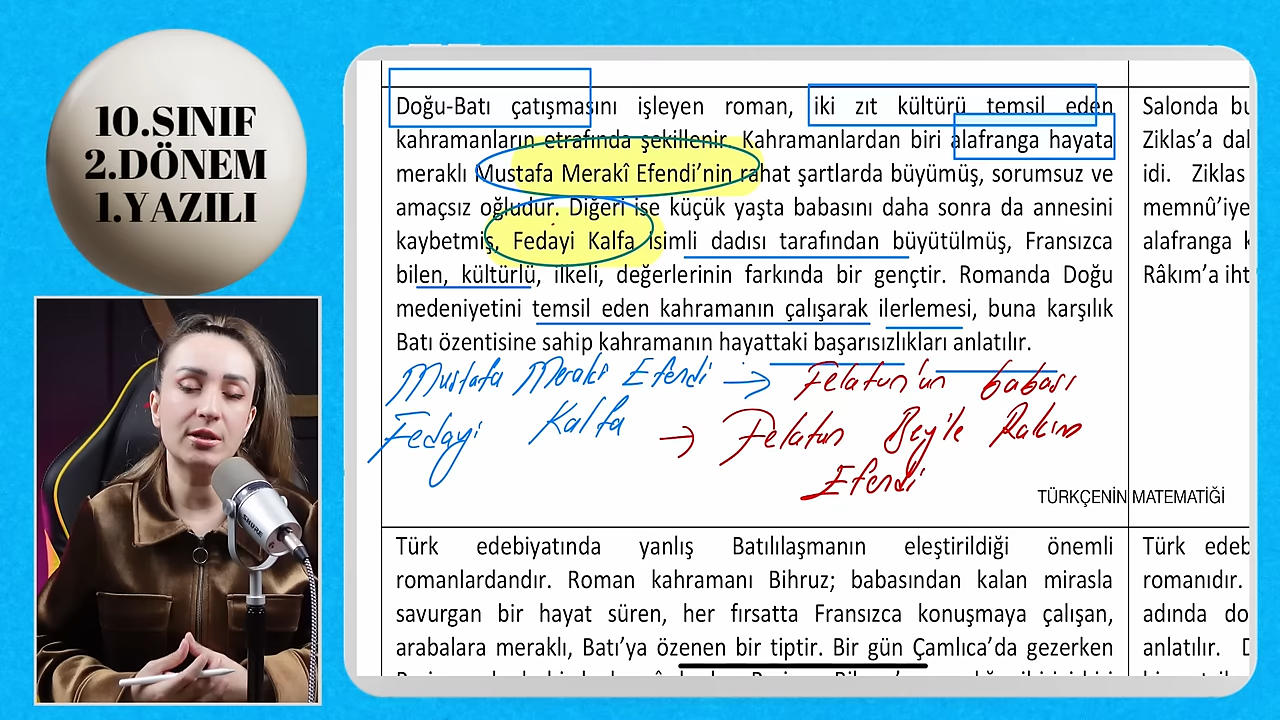 10.SINIF
2.DÖNEM
1.YAZILI
SHURE
Doğu-Batı çatışmasını işleyen roman, iki zıt kültürü temsil eden
kahramanların etrafında şekillenir. Kahramanlardan biri alafranga hayata
meraklı Mustafa Merakî Efendi'nin rahat şartlarda büyümüş, sorumsuz ve
amaçsız oğludur. Diğeri ise küçük yaşta babasını daha sonra da annesini
kaybetmiş, Fedayi Kalfa isimli dadısı tarafından büyütülmüş, Fransızca
bilen, kültürlü, ilkeli, değerlerinin farkında bir gençtir. Romanda Doğu
medeniyetini temsil eden kahramanın çalışarak ilerlemesi, buna karşılık
Batı özentisine sahip kahramanın hayattaki başarısızlıkları anlatılır.
Mustafa Meraki Efendi → Felatun'un babası
Fedayi Kalfa → Felatun Bey'le Rakım
Efendi
TÜRKÇENİN MATEMATİĞİ
Salonda bu
Ziklas'a dal
idi. Ziklas
memnû'iye
alafranga k
Râkım'a iht
Türk edebiyatında yanlış Batılılaşmanın eleştirildiği önemli
romanlardandır. Roman kahramanı Bihruz; babasından kalan mirasla
savurgan bir hayat süren, her fırsatta Fransızca konuşmaya çalışan,
arabalara meraklı, Batı'ya özenen bir tiptir. Bir gün Çamlıca'da gezerken
Türk edeb
romanıdır.
adında do
anlatılır.